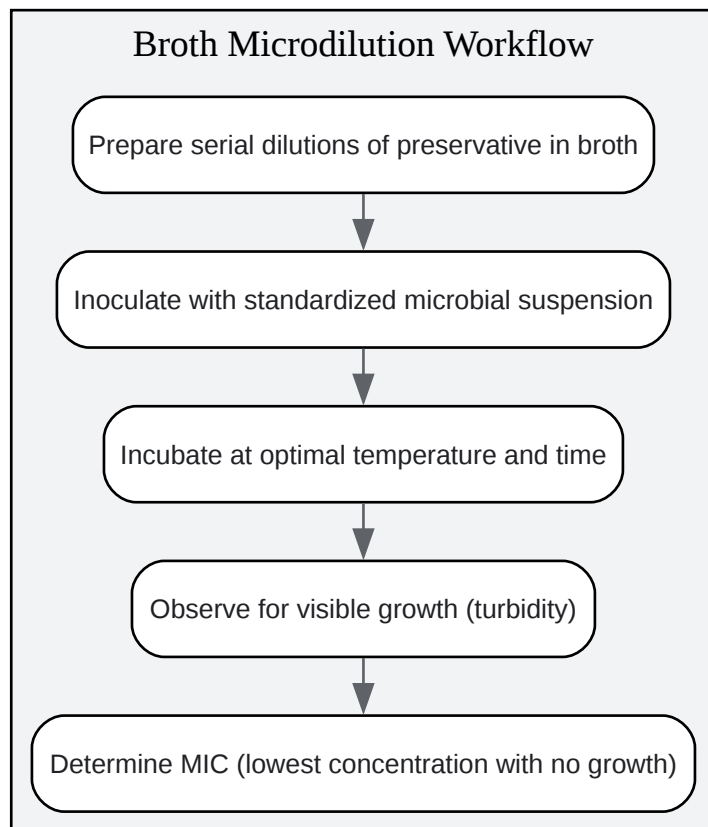 Broth Microdilution Workflow
Prepare serial dilutions of preservative in broth
Inoculate with standardized microbial suspension
Incubate at optimal temperature and time
Observe for visible growth (turbidity)
Determine MIC (lowest concentration with no growth)